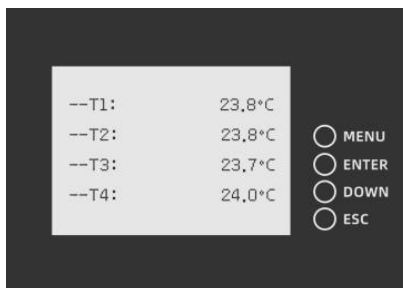 --T1: 23.8°C
--T2: 23.8°C
--T3: 23.7°C
--T4: 24.0°C
MENU
ENTER
DOWN
ESC